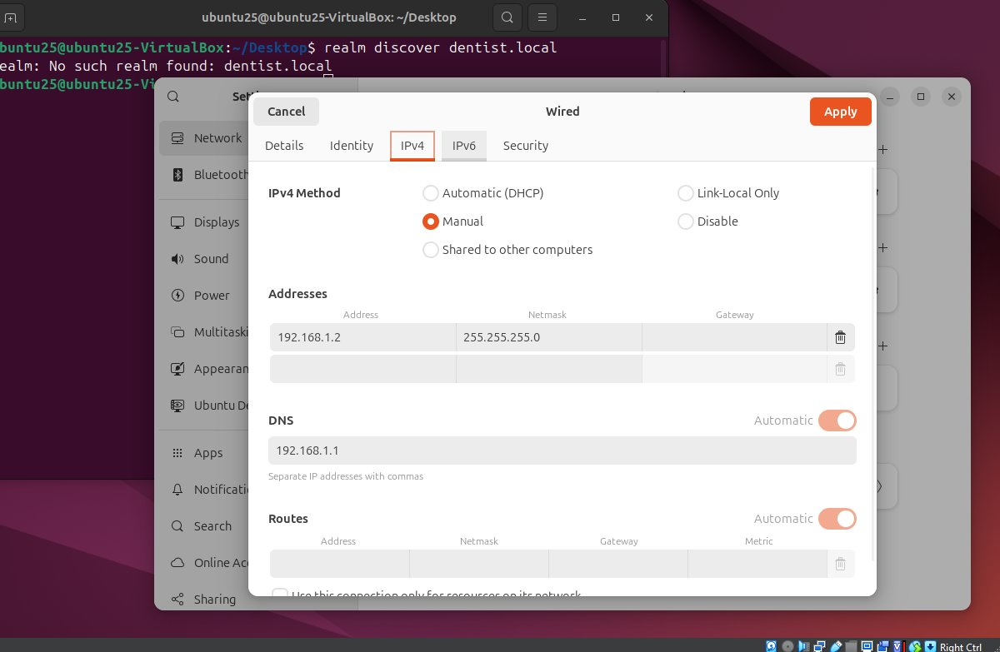 ubuntu25@ubuntu25-VirtualBox: ~/Desktop
buntu25@ubuntu25-VirtualBox:~/Desktop$ realm discover dentist.local
ealm: No such realm found: dentist.local
buntu25@ubuntu25-Vi
Sett
Cancel
Wired
Apply
Details
Identity
IPv4
IPv6
Security
Network
Bluetooth
Displays
Sound
Power
Multitaski
Appearan
Ubuntu De
Apps
Notificatio
Search
Online Acc
Sharing
IPv4 Method
Automatic (DHCP)
Link-Local Only
Manual
Disable
Shared to other computers
Addresses
Address Netmask Gateway
192.168.1.2 255.255.255.0
DNS
Automatic
192.168.1.1
Separate IP addresses with commas
Routes
Automatic
Address Netmask Gateway Metric
Use this connection only for resources on its network
Right Ctrl